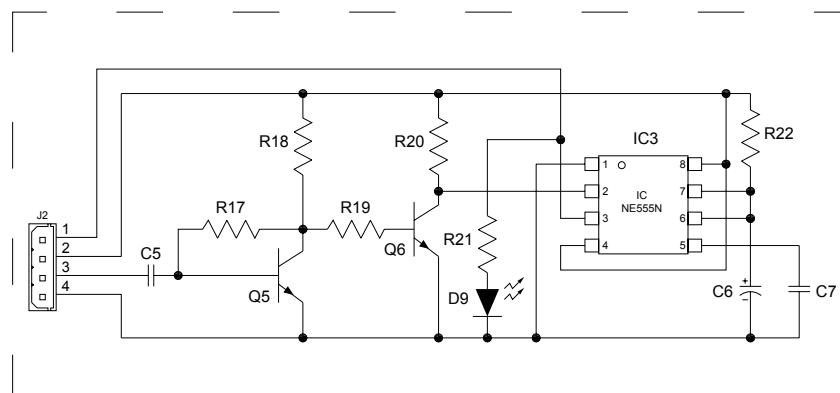 R18
R20
IC3
R22
1
8
IC
NE555N
2
7
3
6
4
5
J2
1
2
3
4
R17
R19
R21
C5
Q5
Q6
D9
C6
+
−
C7